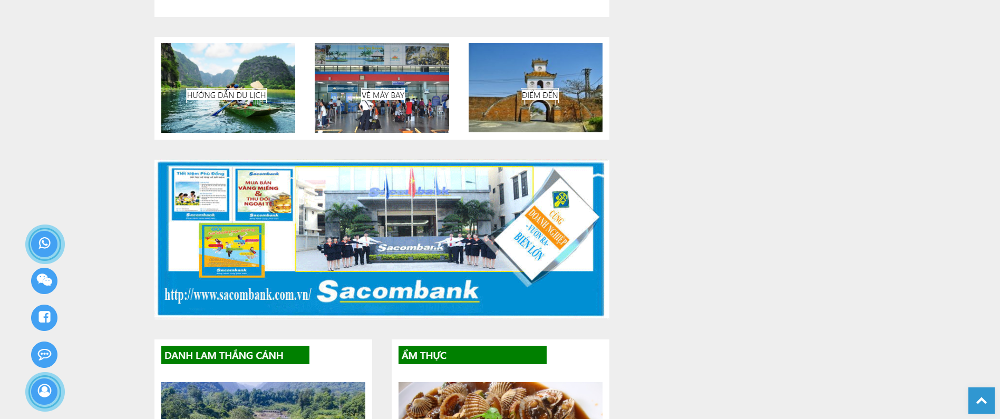 HƯỚNG DẪN DU LỊCH
VÉ MÁY BAY
ĐIỂM ĐẾN
Tiết kiệm Phù Đổng
Sacombank
Sacombank
MUA BÁN
VÀNG MIẾNG
&
THU ĐỔI
NGOẠI TỆ
Sacombank
Sacombank
Sacombank
Sacombank
CÙNG
DOANH NGHIỆP
-VƯƠN RA-
BIỂN LỚN
http://www.sacombank.com.vn/
Sacombank
DANH LAM THẮNG CẢNH
ẨM THỰC